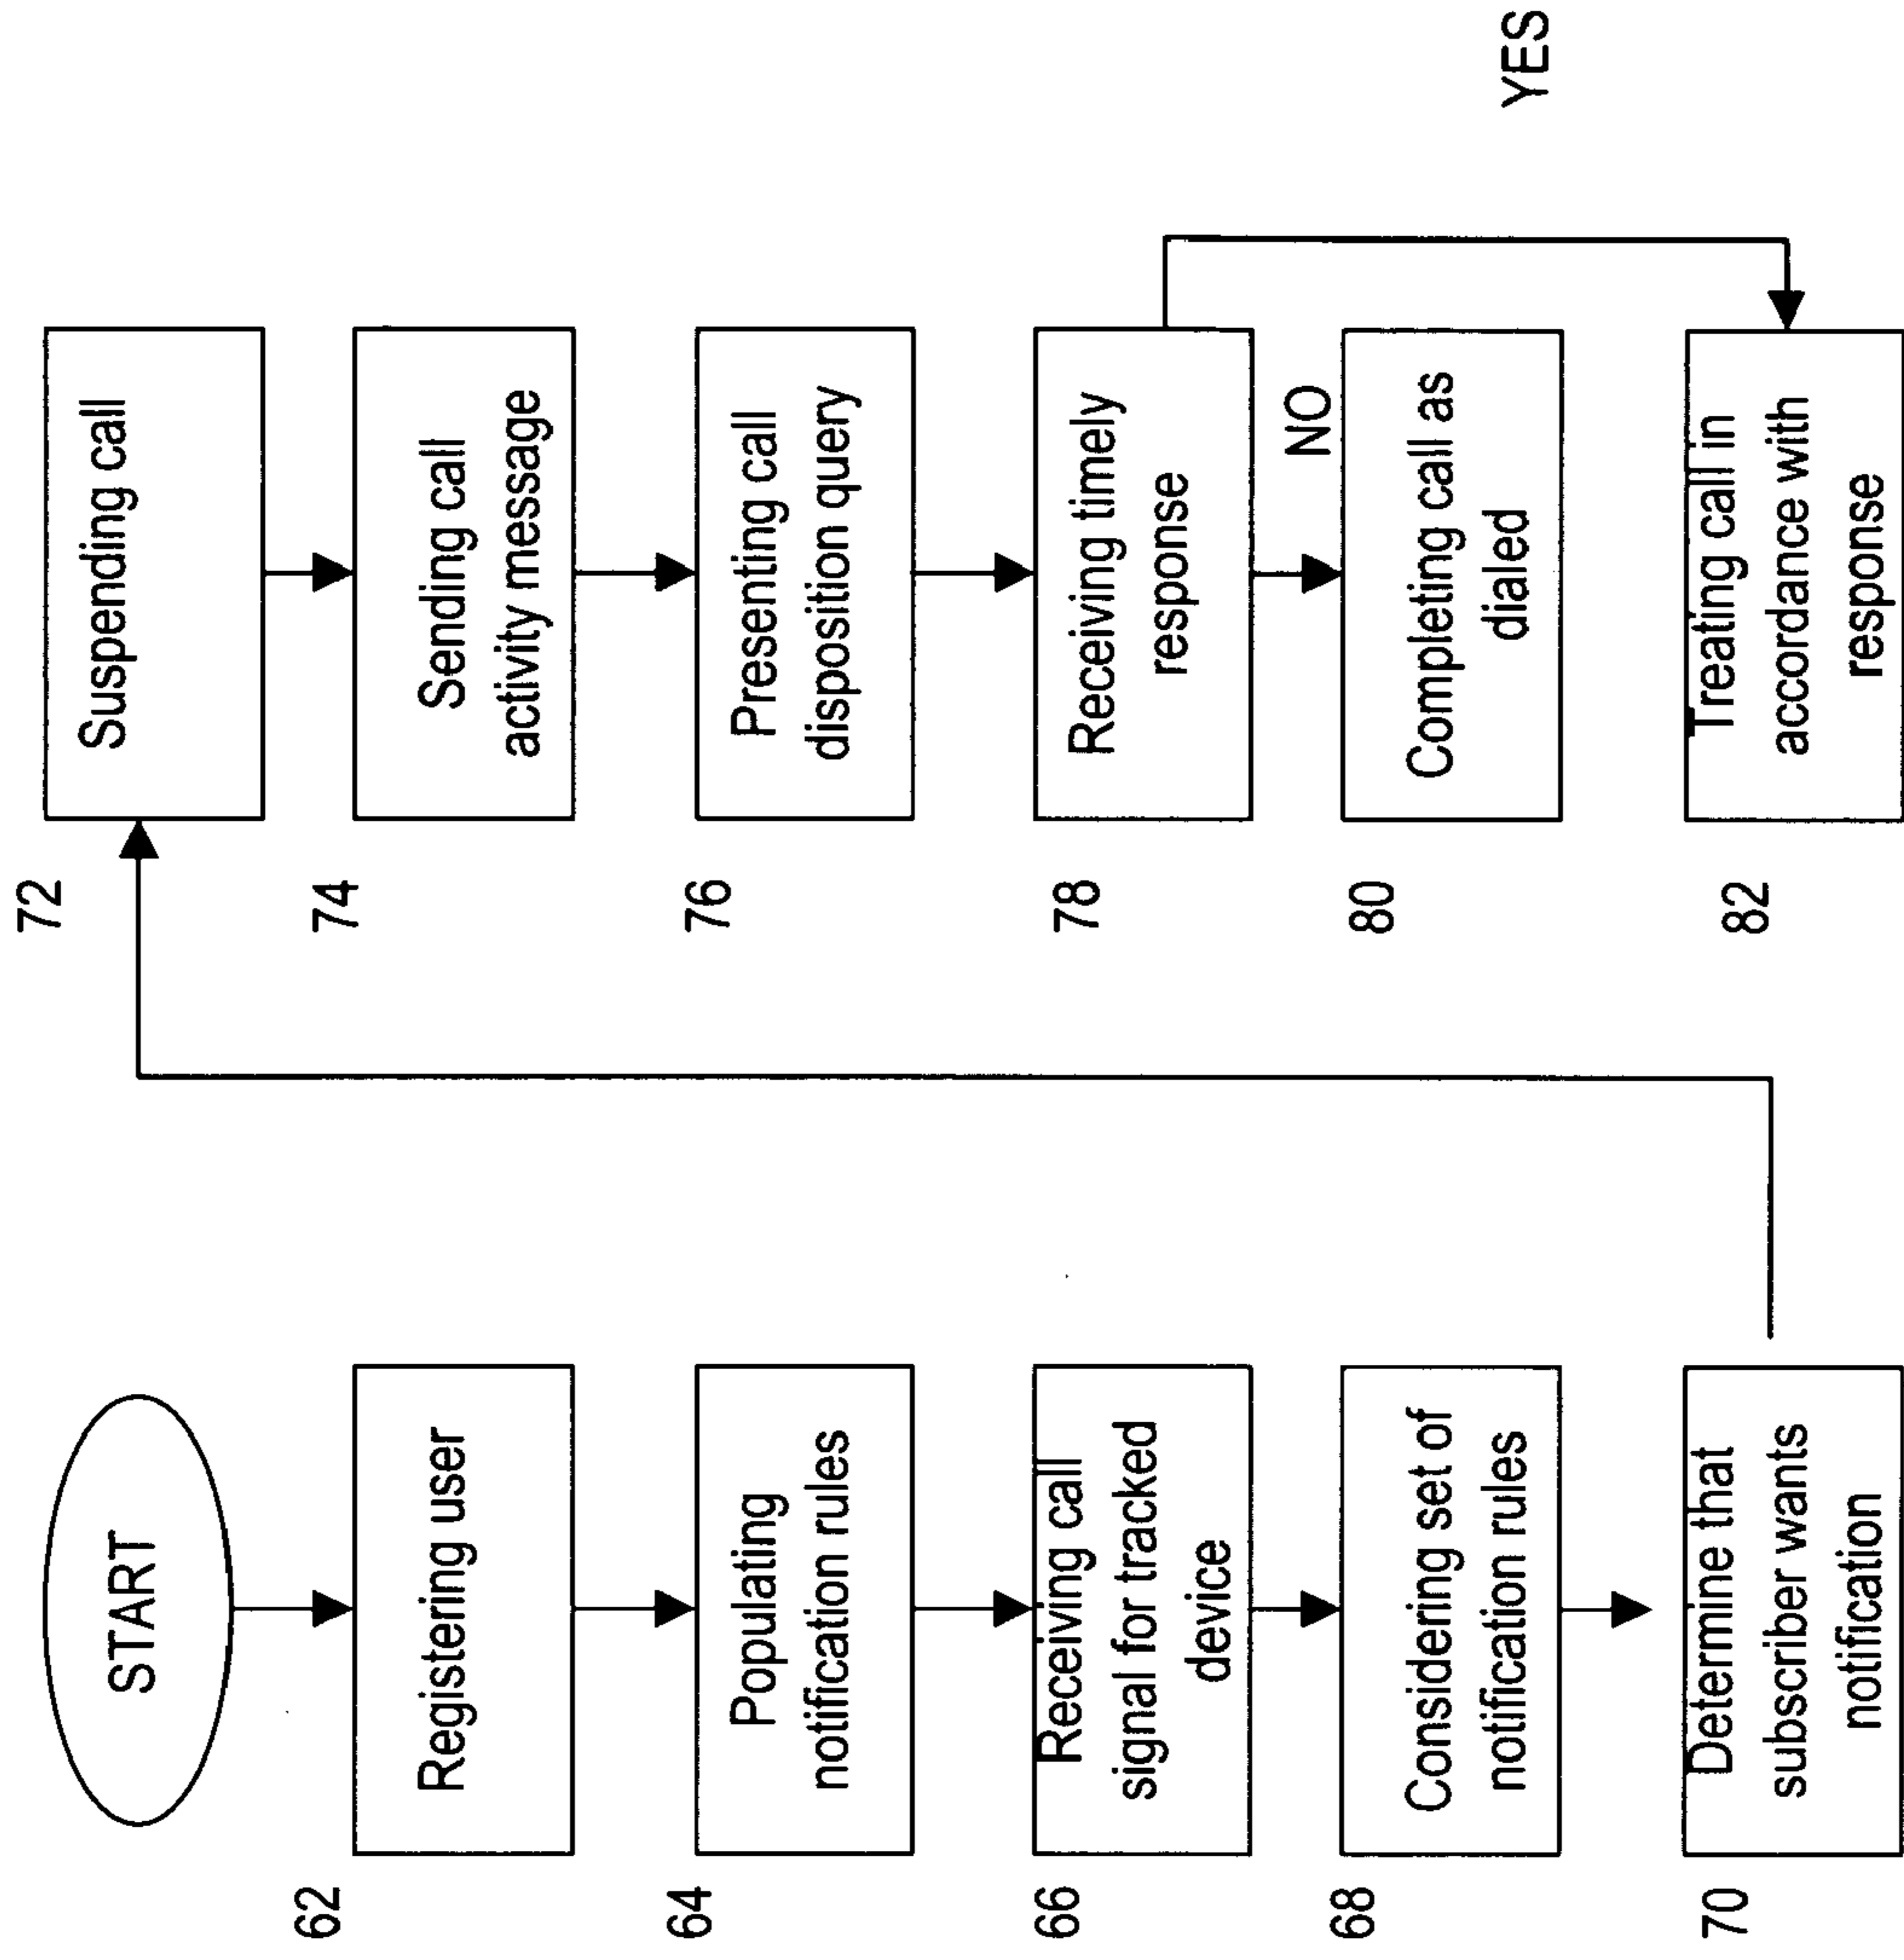 START
62
Registering user
64
Populating
notification rules
66
Receiving call
signal for tracked
device
68
Considering set of
notification rules
70
Determine that
subscriber wants
notification
72
Suspending call
74
Sending call
activity message
76
Presenting call
disposition query
78
Receiving timely
response
NO
YES
80
Completing call as
dialed
82
Treating call in
accordance with
response